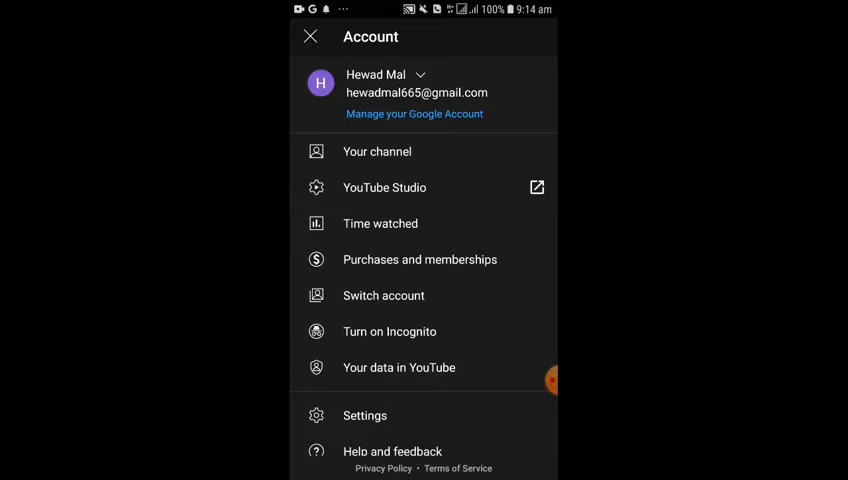 100% 9:14 am
Account
H
Hewad Mal
hewadmal665@gmail.com
Manage your Google Account
Your channel
YouTube Studio
Time watched
Purchases and memberships
Switch account
Turn on Incognito
Your data in YouTube
Settings
Help and feedback
Privacy Policy • Terms of Service